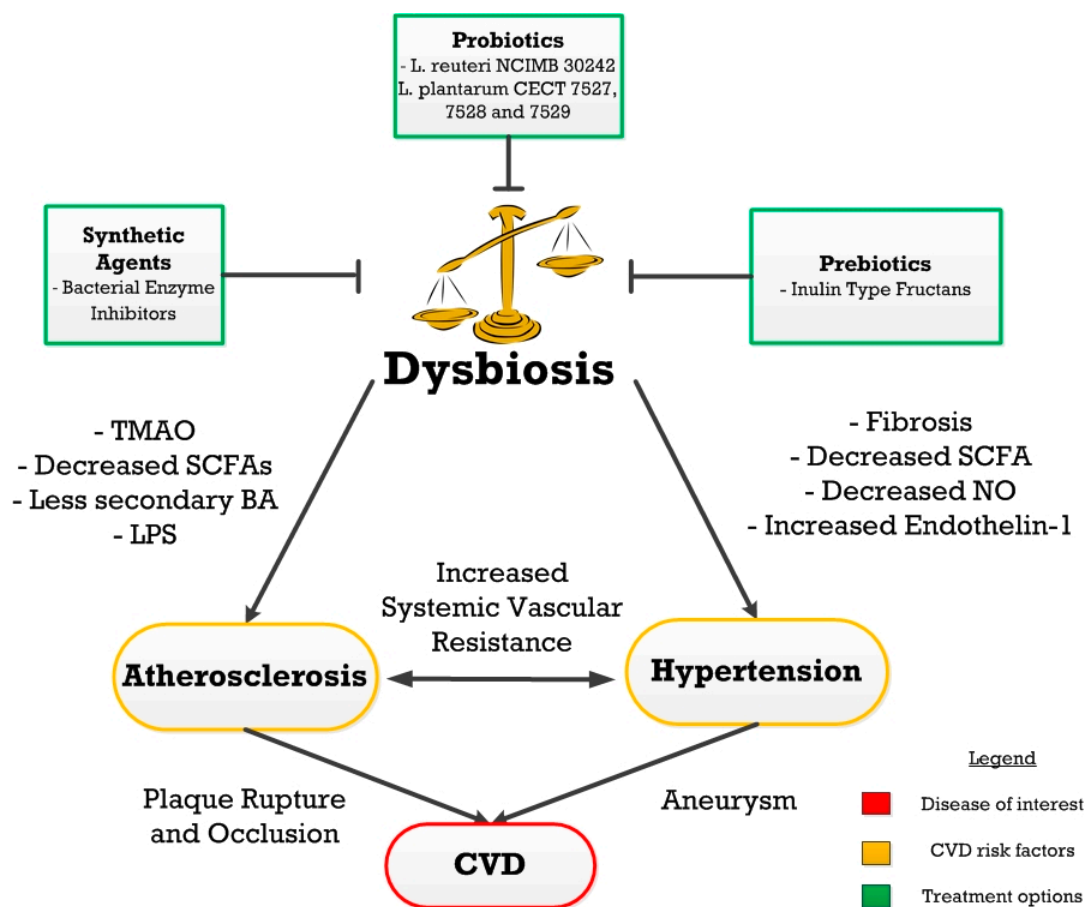 Probiotics
- L. reuteri NCIMB 30242
L. plantarum CECT 7527,
7528 and 7529
Synthetic
Agents
- Bacterial Enzyme
Inhibitors
Prebiotics
- Inulin Type Fructans
Dysbiosis
- TMAO
- Decreased SCFAs
- Less secondary BA
- LPS
- Fibrosis
- Decreased SCFA
- Decreased NO
- Increased Endothelin-1
Increased
Systemic Vascular
Resistance
Atherosclerosis
Hypertension
Plaque Rupture
and Occlusion
Aneurysm
CVD
Legend
Disease of interest
CVD risk factors
Treatment options